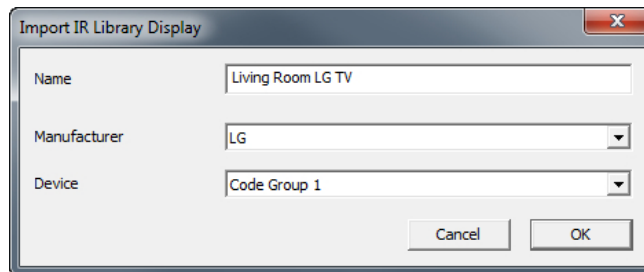 Import IR Library Display
Name
Living Room LG TV
Manufacturer
LG
Device
Code Group 1
Cancel
OK